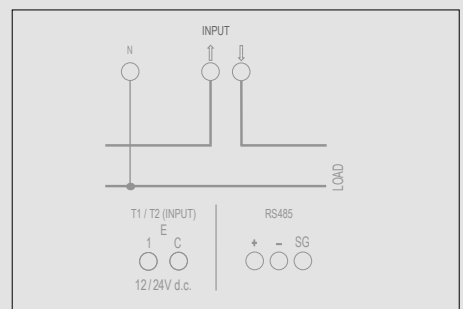 INPUT
N
LOAD
T1 / T2 (INPUT)
E
1 C
12/24V d.c.
RS485
+ – SG